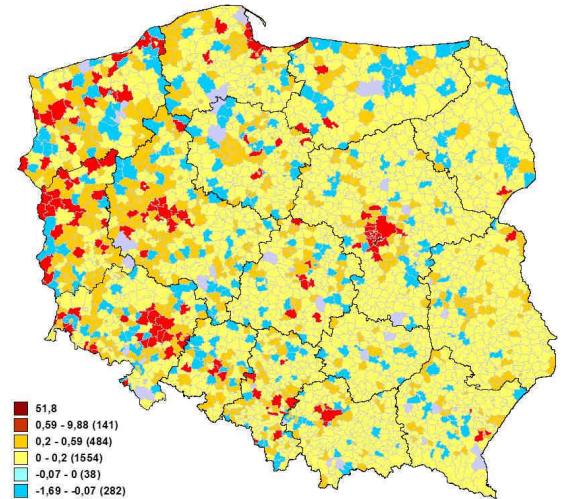 51,8
0,59 - 9,88 (141)
0,2 - 0,59 (484)
0 - 0,2 (1554)
-0,07 - 0 (38)
-1,69 - -0,07 (282)